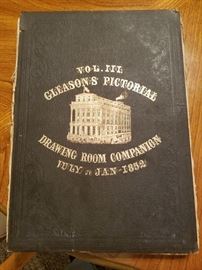 VOL. III.
GLEASON'S PICTORIAL
DRAWING ROOM COMPANION
JULY TO JAN - 1852